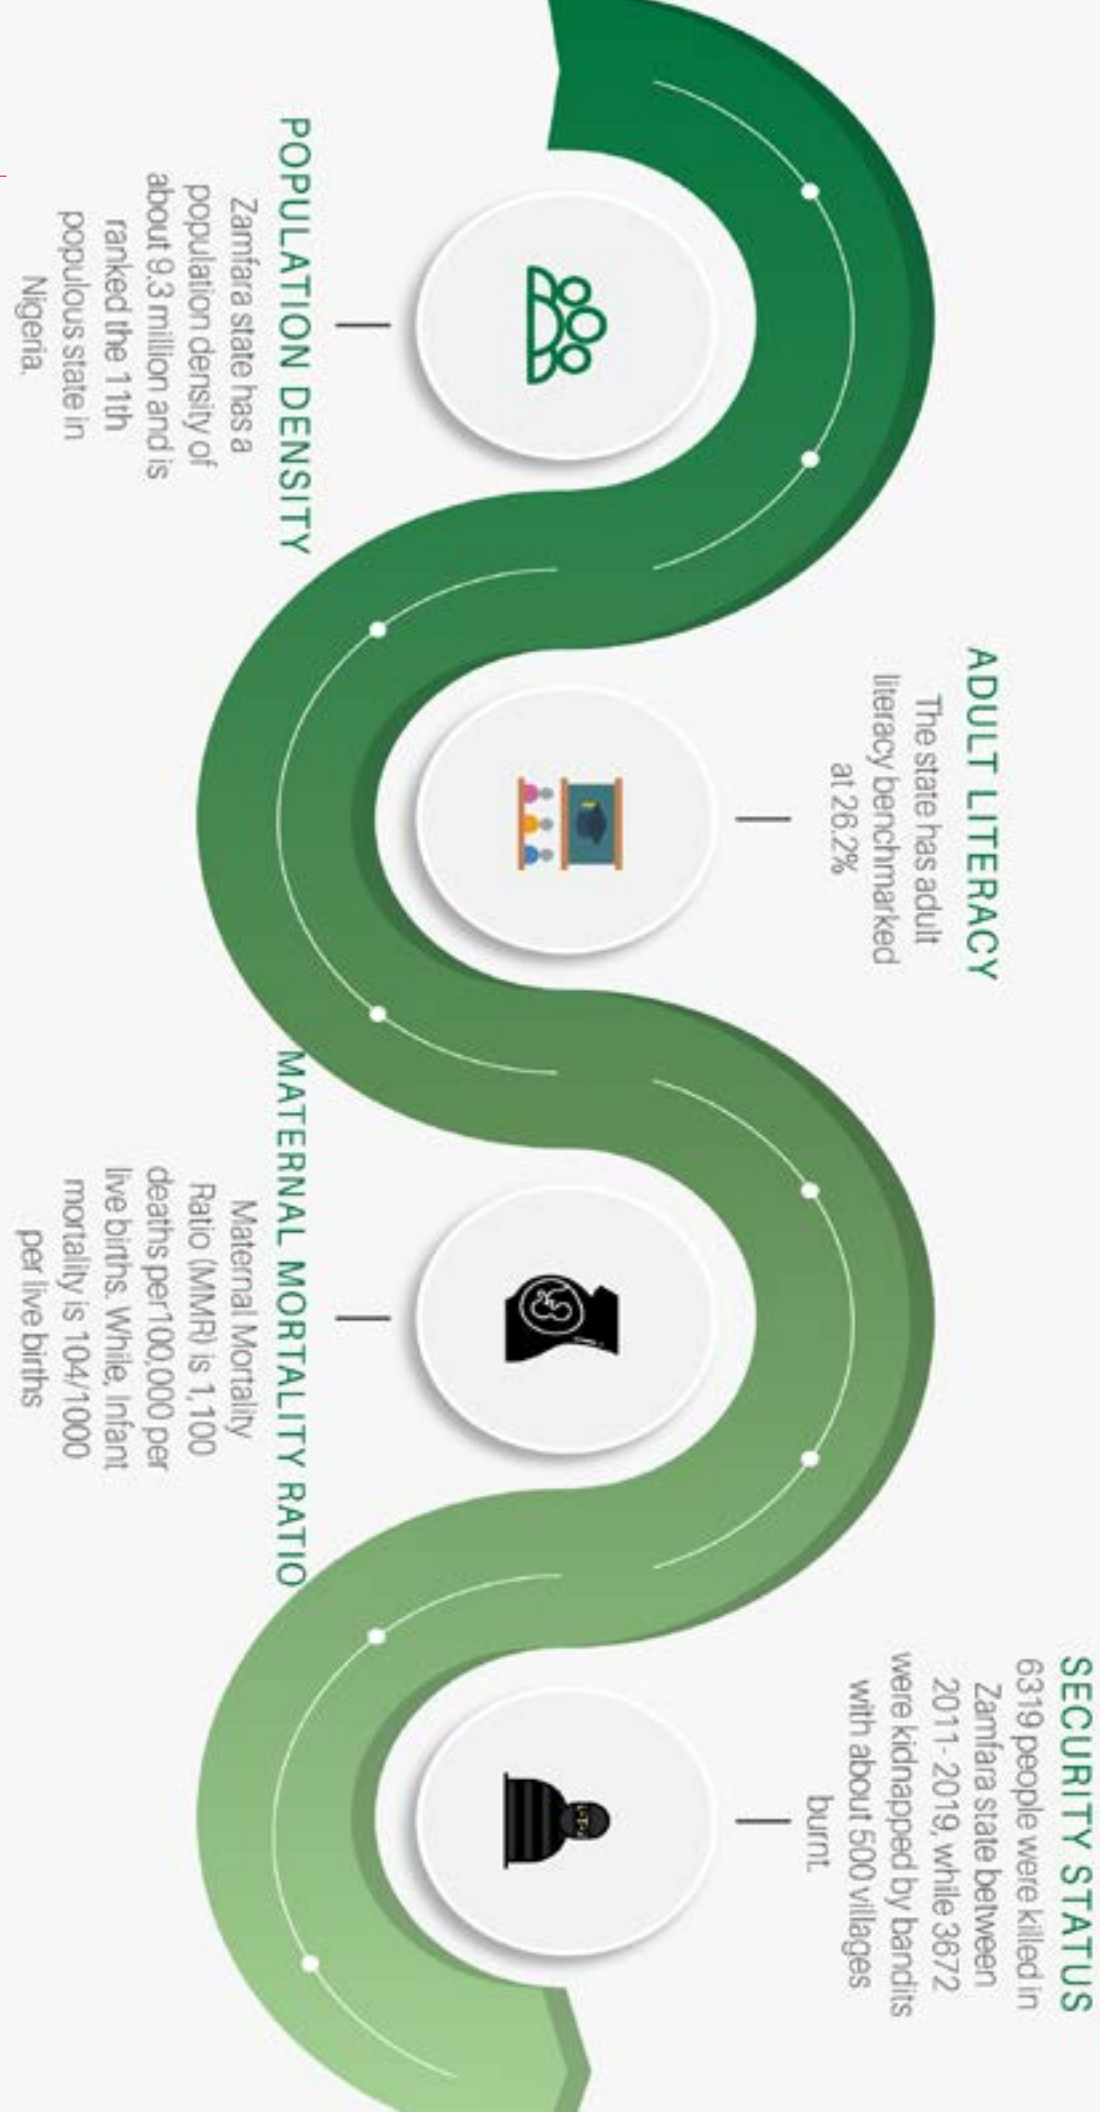 POPULATION DENSITY
Zamfara state has a
population density of
about 9.3 million and is
ranked the 11th
populous state in
Nigeria.
ADULT LITERACY
The state has adult
literacy benchmarked
at 26.2%
MATERNAL MORTALITY RATIO
Maternal Mortality
Ratio (MMR) is 1,100
deaths per100,000 per
live births. While, Infant
mortality is 104/1000
per live births
SECURITY STATUS
6319 people were killed in
Zamfara state between
2011- 2019, while 3672
were kidnapped by bandits
with about 500 villages
burnt.